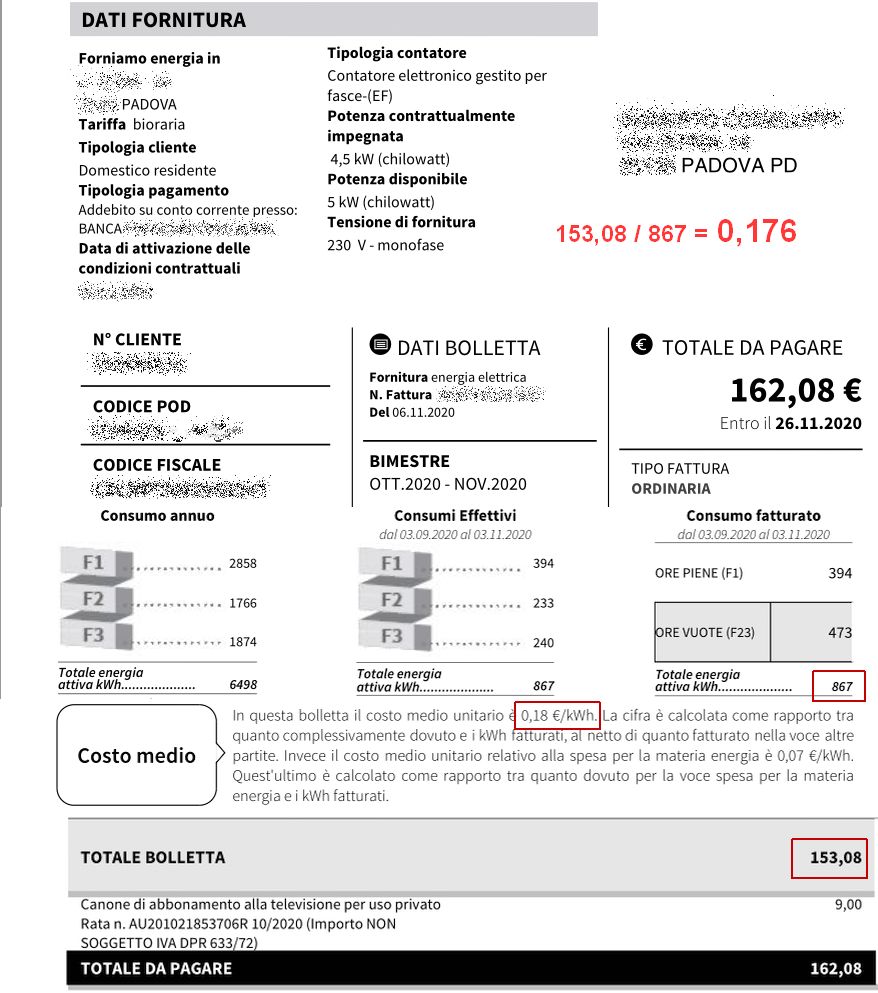 DATI FORNITURA
Forniamo energia in
PADOVA
Tariffa bioraria
Tipologia cliente
Domestico residente
Tipologia pagamento
Addebito su conto corrente presso:
BANCA
Data di attivazione delle
condizioni contrattuali
Tipologia contatore
Contatore elettronico gestito per
fasce-(EF)
Potenza contrattualmente
impegnata
4,5 kW (chilowatt)
Potenza disponibile
5 kW (chilowatt)
Tensione di fornitura
230 V - monofase
PADOVA PD
153,08 / 867 = 0,176
N° CLIENTE
CODICE POD
CODICE FISCALE
DATI BOLLETTA
Fornitura energia elettrica
N. Fattura
Del 06.11.2020
BIMESTRE
OTT.2020 - NOV.2020
€ TOTALE DA PAGARE
162,08 €
Entro il 26.11.2020
TIPO FATTURA
ORDINARIA
Consumo annuo
F1 ............... 2858
F2 ............... 1766
F3 ............... 1874
Totale energia
attiva kWh.................... 6498
Consumi Effettivi
dal 03.09.2020 al 03.11.2020
F1 ............... 394
F2 ............... 233
F3 ............... 240
Totale energia
attiva kWh.................... 867
Consumo fatturato
dal 03.09.2020 al 03.11.2020
ORE PIENE (F1) 394
ORE VUOTE (F23) 473
Totale energia
attiva kWh.................... 867
Costo medio
In questa bolletta il costo medio unitario è 0,18 €/kWh. La cifra è calcolata come rapporto tra
quanto complessivamente dovuto e i kWh fatturati, al netto di quanto fatturato nella voce altre
partite. Invece il costo medio unitario relativo alla spesa per la materia energia è 0,07 €/kWh.
Quest'ultimo è calcolato come rapporto tra quanto dovuto per la voce spesa per la materia
energia e i kWh fatturati.
TOTALE BOLLETTA 153,08
Canone di abbonamento alla televisione per uso privato 9,00
Rata n. AU201021853706R 10/2020 (Importo NON
SOGGETTO IVA DPR 633/72)
TOTALE DA PAGARE 162,08